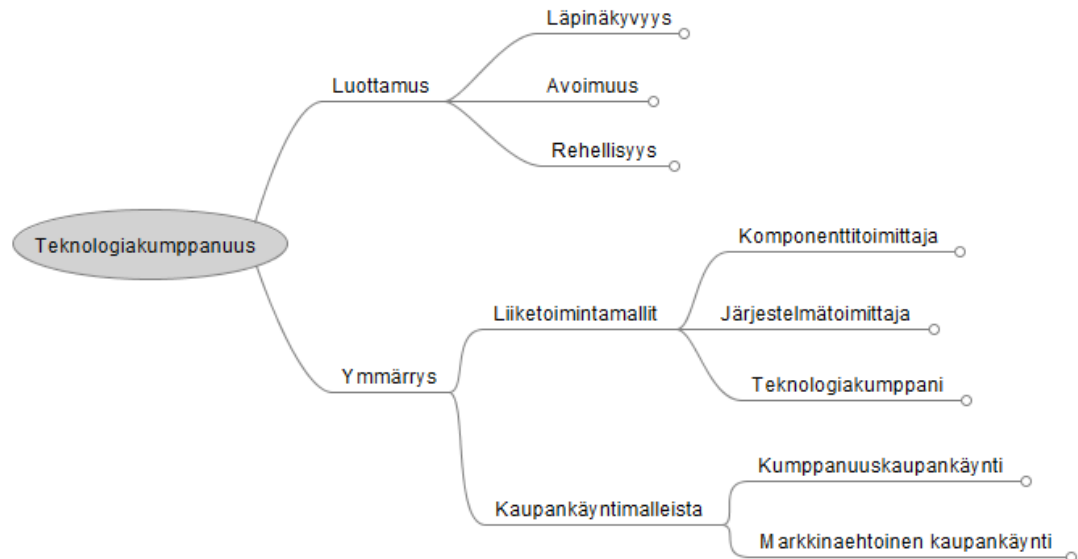 Teknologiakumppanuus
Luottamus
Läpinäkyvyys
Avoimuus
Rehellisyys
Ymmärrys
Liiketoimintamallit
Komponenttitoimittaja
Järjestelmätoimittaja
Teknologiakumppani
Kaupankäyntimalleista
Kumppanuuskaupankäynti
Markkinaehtoinen kaupankäynti